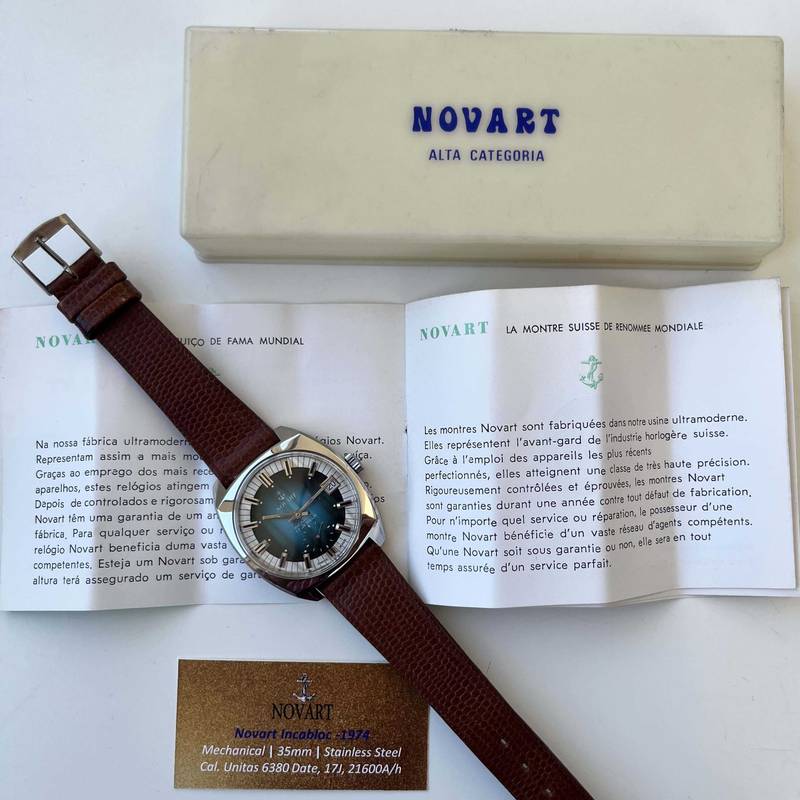 NOVART
ALTA CATEGORIA
DE FAMA MUNDIAL
Na nossa fábrica ultramoderna
Representam assim a mais
Graças ao emprego dos mais
aparelhos, estes relógios atingem
Depois de controlados e
Novart têm uma garantia de
fábrica. Para qualquer serviço ou
relógio Novart beneficia duma vasta
competentes. Esteja um Novart sob
altura terá assegurado um serviço de
Novart.
NOVART LA MONTRE SUISSE DE RENOMMÉE MONDIALE
Les montres Novart sont fabriquées dans notre usine ultramoderne.
Elles représentent l'avant-gard de l'industrie horlogère suisse.
Grâce à l'emploi des appareils les plus récents
perfectionnés, elles atteignent une classe de très haute précision.
Rigoureusement contrôlées et éprouvées, les montres Novart
sont garanties durant une année contre tout défaut de fabrication.
Pour n'importe quel service ou réparation, le possesseur d'une
montre Novart bénéficie d'un vaste réseau d'agents compétents.
Qu'une Novart soit sous garantie ou non, elle sera en tout
temps assurée d'un service parfait.
NOVART
Novart Incabloc -1974
Mechanical | 35mm | Stainless Steel
Cal. Unitas 6380 Date, 17J, 21600A/h